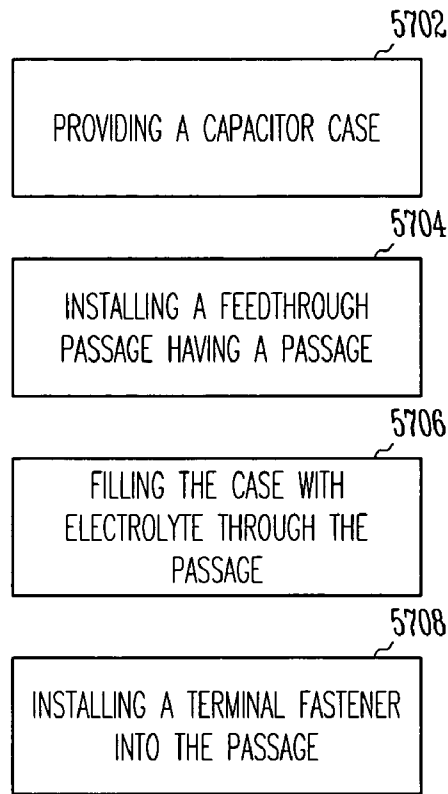 5702
PROVIDING A CAPACITOR CASE
5704
INSTALLING A FEEDTHROUGH
PASSAGE HAVING A PASSAGE
5706
FILLING THE CASE WITH
ELECTROLYTE THROUGH THE
PASSAGE
5708
INSTALLING A TERMINAL FASTENER
INTO THE PASSAGE